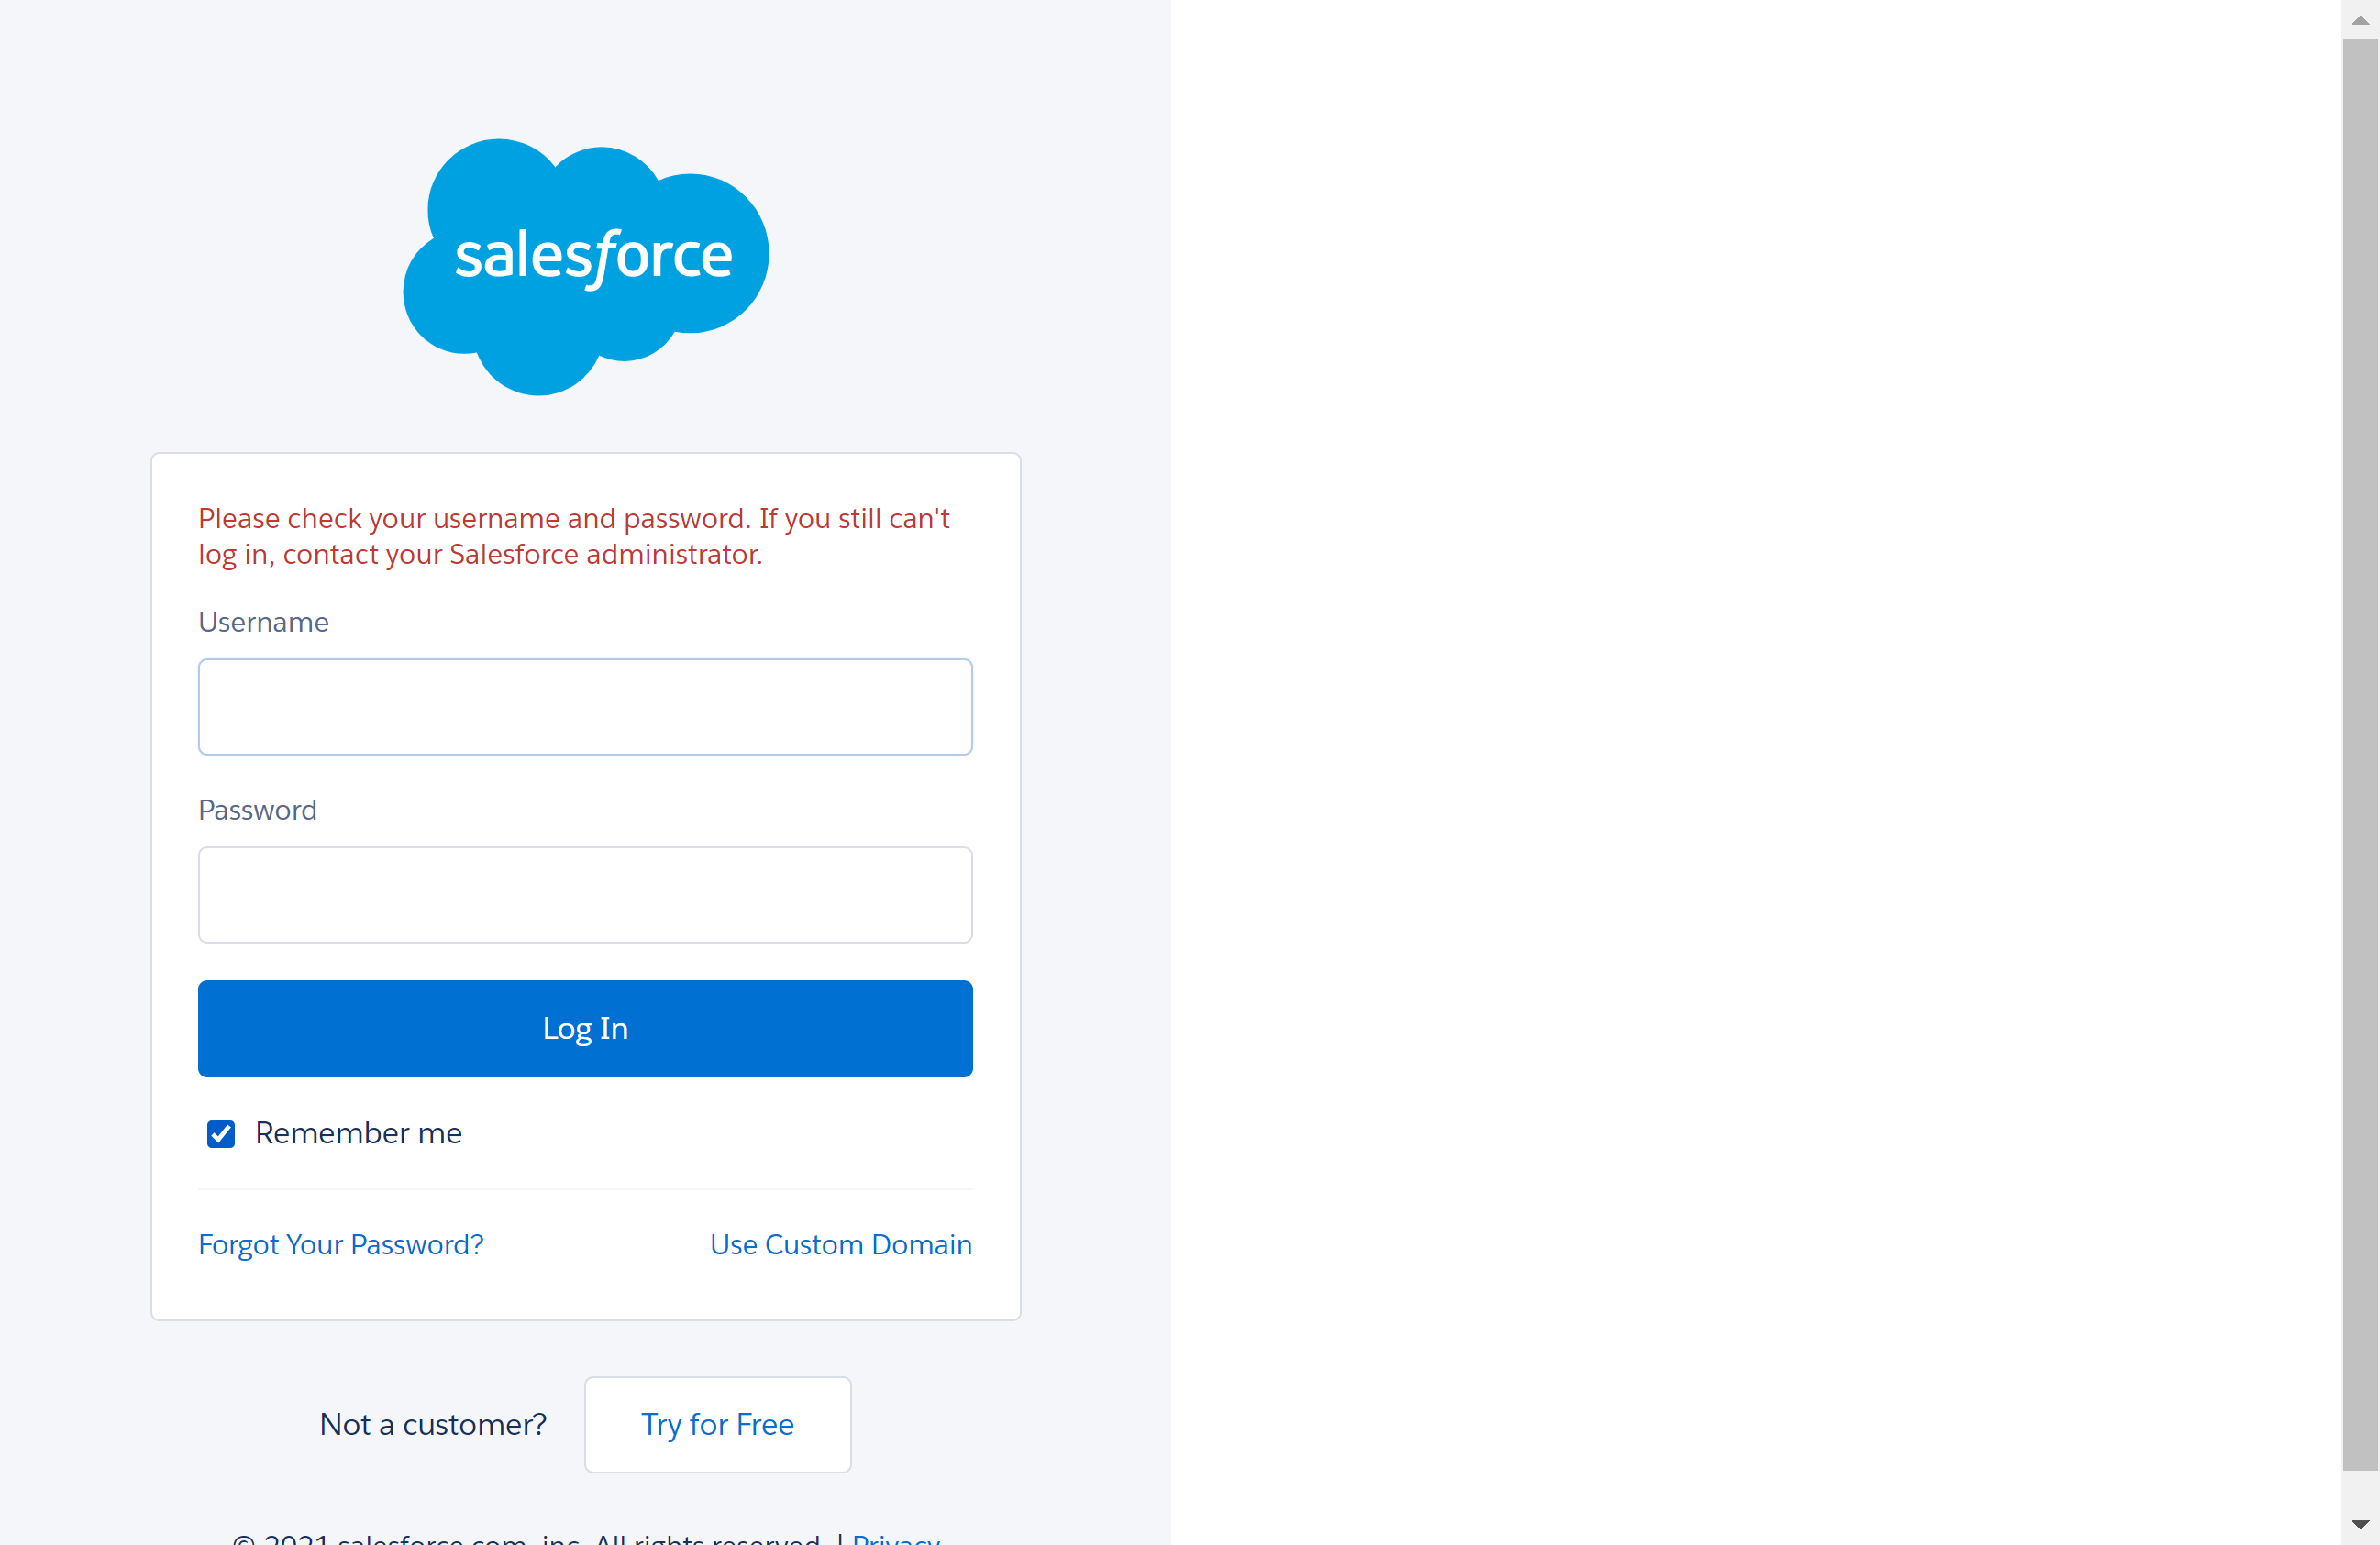 salesforce
Please check your username and password. If you still can't
log in, contact your Salesforce administrator.
Username
Password
Log In
Remember me
Forgot Your Password?
Use Custom Domain
Not a customer?
Try for Free
© 2021 salesforce.com, inc. All rights reserved. | Privacy